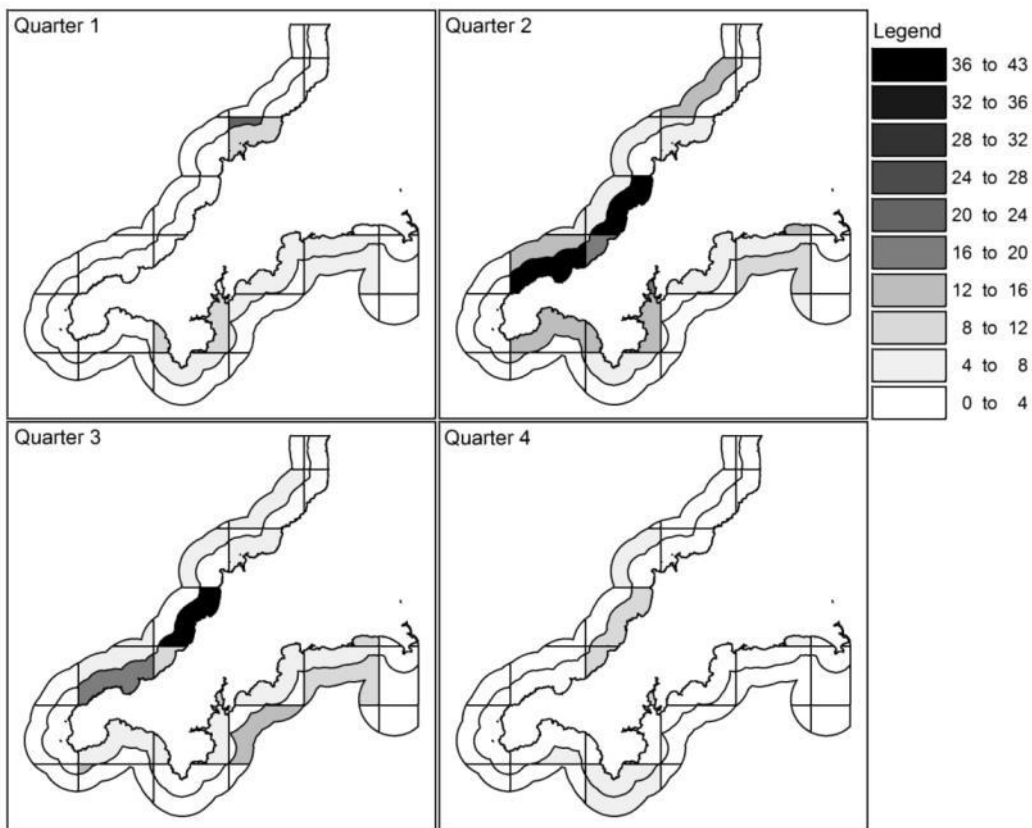 Quarter 1
Quarter 2
Legend
36 to 43
32 to 36
28 to 32
24 to 28
20 to 24
16 to 20
12 to 16
8 to 12
4 to 8
0 to 4
Quarter 3
Quarter 4